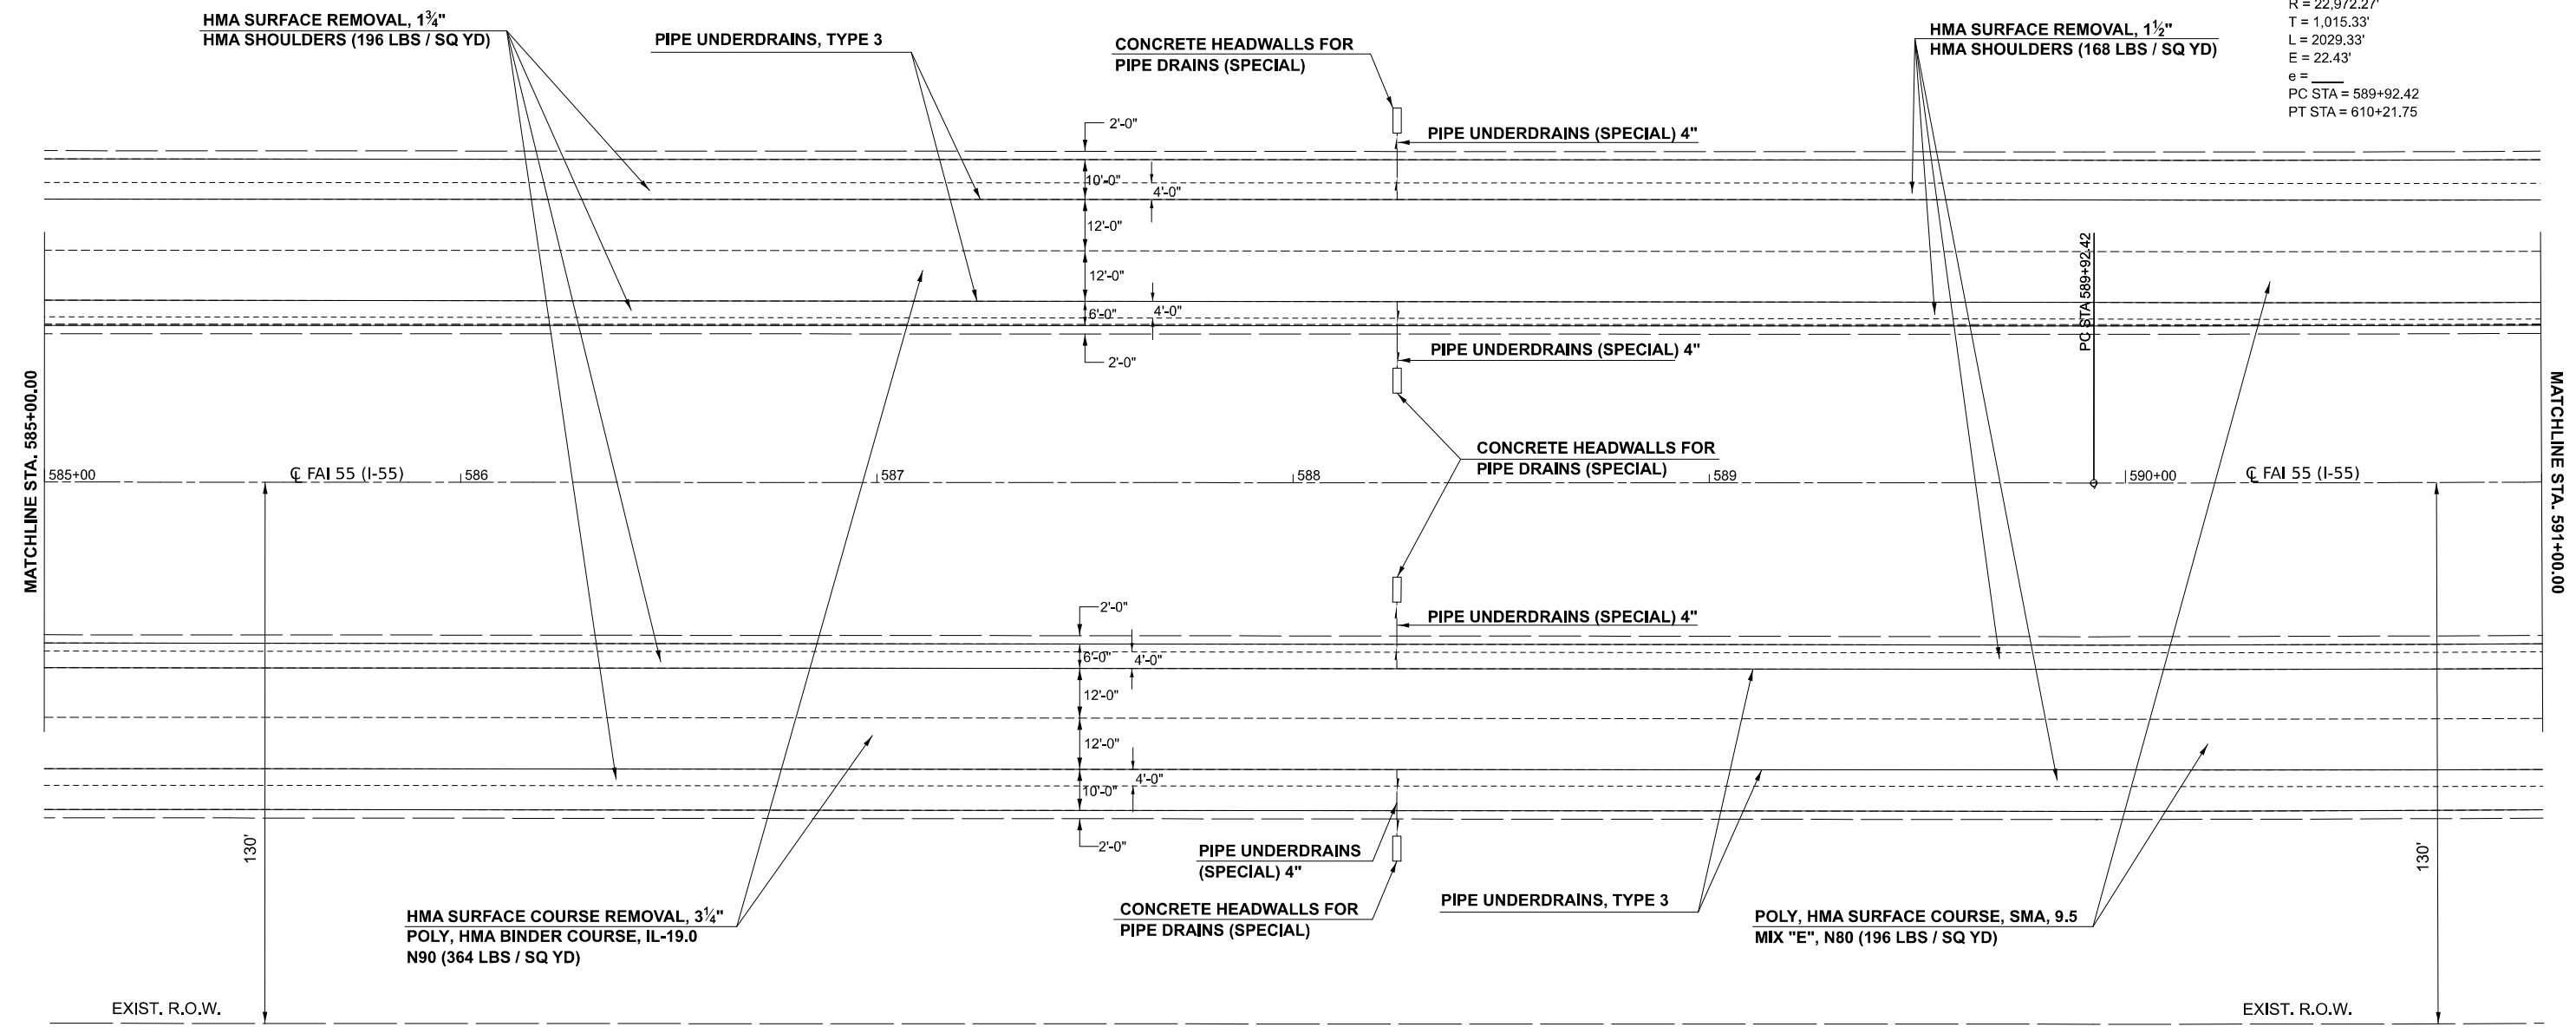 HMA SURFACE REMOVAL, 1¾"
HMA SHOULDERS (196 LBS / SQ YD)
PIPE UNDERDRAINS, TYPE 3
CONCRETE HEADWALLS FOR
PIPE DRAINS (SPECIAL)
HMA SURFACE REMOVAL, 1½"
HMA SHOULDERS (168 LBS / SQ YD)
R = 22,972.27'
T = 1,015.33'
L = 2029.33'
E = 22.43'
e = ____
PC STA = 589+92.42
PT STA = 610+21.75
2'-0"
PIPE UNDERDRAINS (SPECIAL) 4"
10'-0"
4'-0"
12'-0"
12'-0"
6'-0"
4'-0"
2'-0"
PIPE UNDERDRAINS (SPECIAL) 4"
PC STA 589+92.42
MATCHLINE STA. 585+00.00
MATCHLINE STA. 591+00.00
CONCRETE HEADWALLS FOR
PIPE DRAINS (SPECIAL)
585+00
℄ FAI 55 (I-55)
586
587
588
589
590+00
℄ FAI 55 (I-55)
2'-0"
PIPE UNDERDRAINS (SPECIAL) 4"
6'-0"
4'-0"
12'-0"
12'-0"
4'-0"
10'-0"
2'-0"
130'
130'
PIPE UNDERDRAINS
(SPECIAL) 4"
CONCRETE HEADWALLS FOR
PIPE DRAINS (SPECIAL)
PIPE UNDERDRAINS, TYPE 3
HMA SURFACE COURSE REMOVAL, 3¼"
POLY, HMA BINDER COURSE, IL-19.0
N90 (364 LBS / SQ YD)
POLY, HMA SURFACE COURSE, SMA, 9.5
MIX "E", N80 (196 LBS / SQ YD)
EXIST. R.O.W.
EXIST. R.O.W.